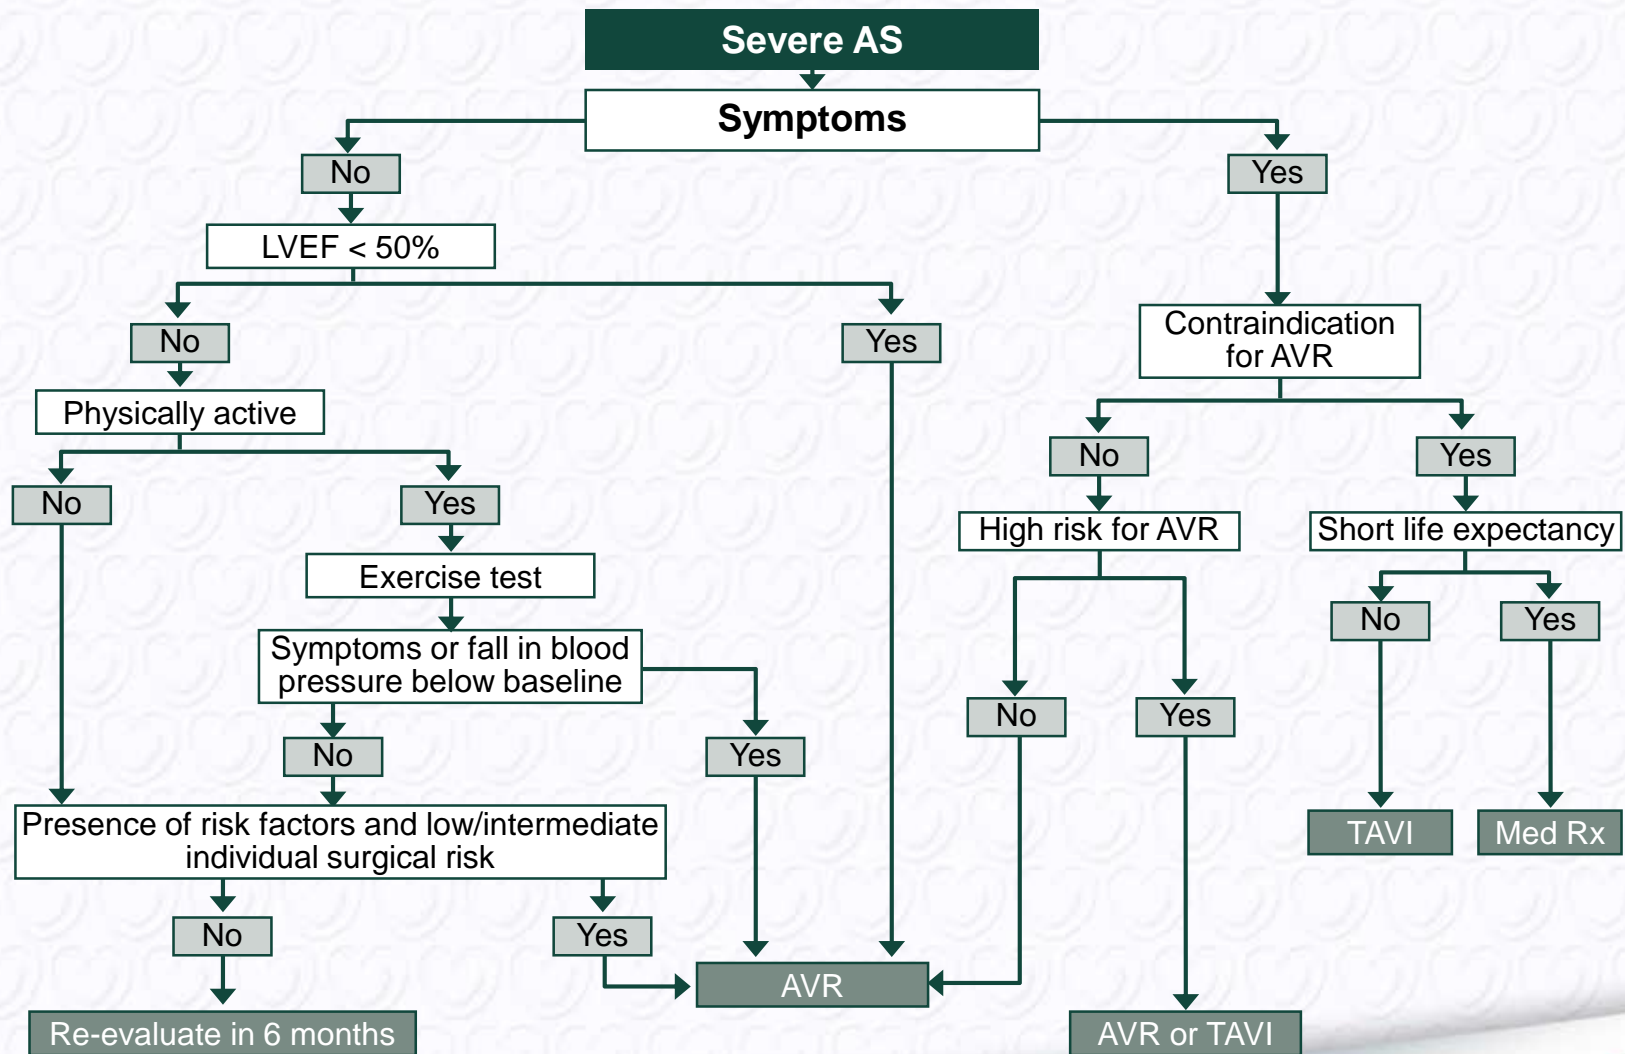 Severe AS
Symptoms
No
Yes
LVEF < 50%
No
Yes
Contraindication
for AVR
Physically active
No
Yes
No
Yes
High risk for AVR
Short life expectancy
Exercise test
No
Yes
Symptoms or fall in blood
pressure below baseline
No
Yes
No
Yes
Presence of risk factors and low/intermediate
individual surgical risk
TAVI
Med Rx
No
Yes
AVR
Re-evaluate in 6 months
AVR or TAVI